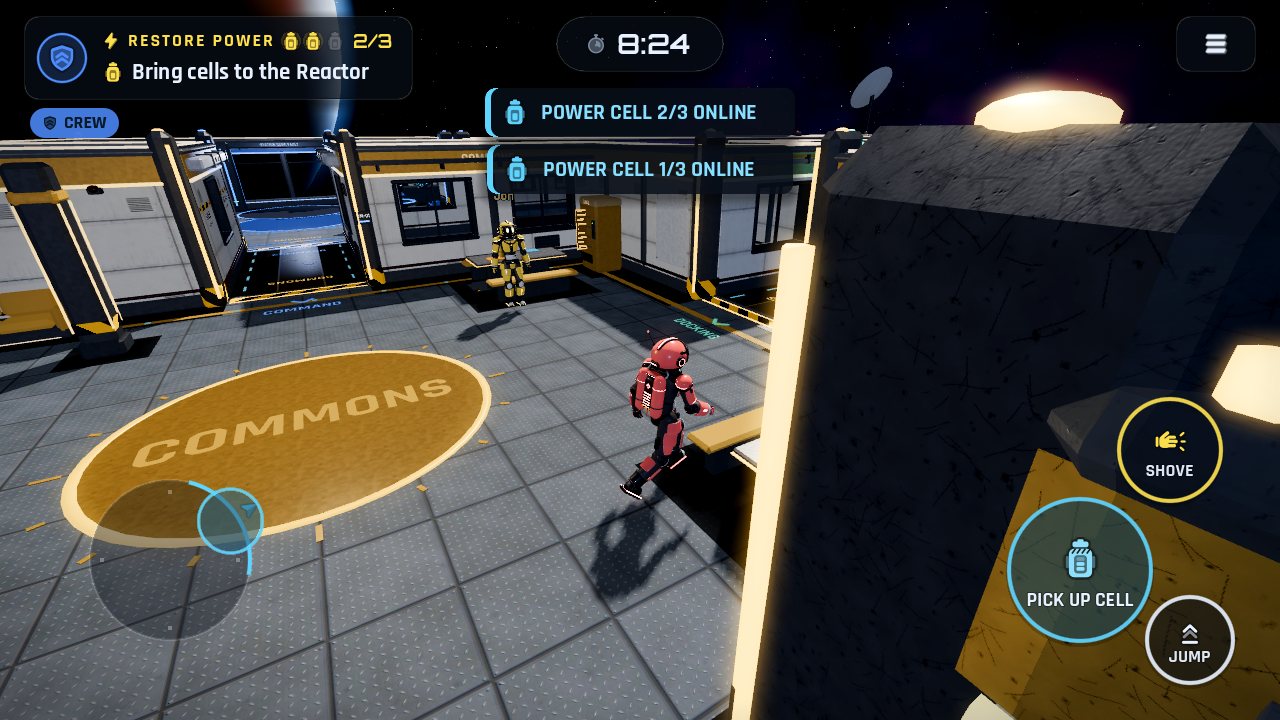 RESTORE POWER 2/3
Bring cells to the Reactor
CREW
8:24
POWER CELL 2/3 ONLINE
POWER CELL 1/3 ONLINE
COMMAND
DOCKING
COMMONS
SHOVE
PICK UP CELL
JUMP